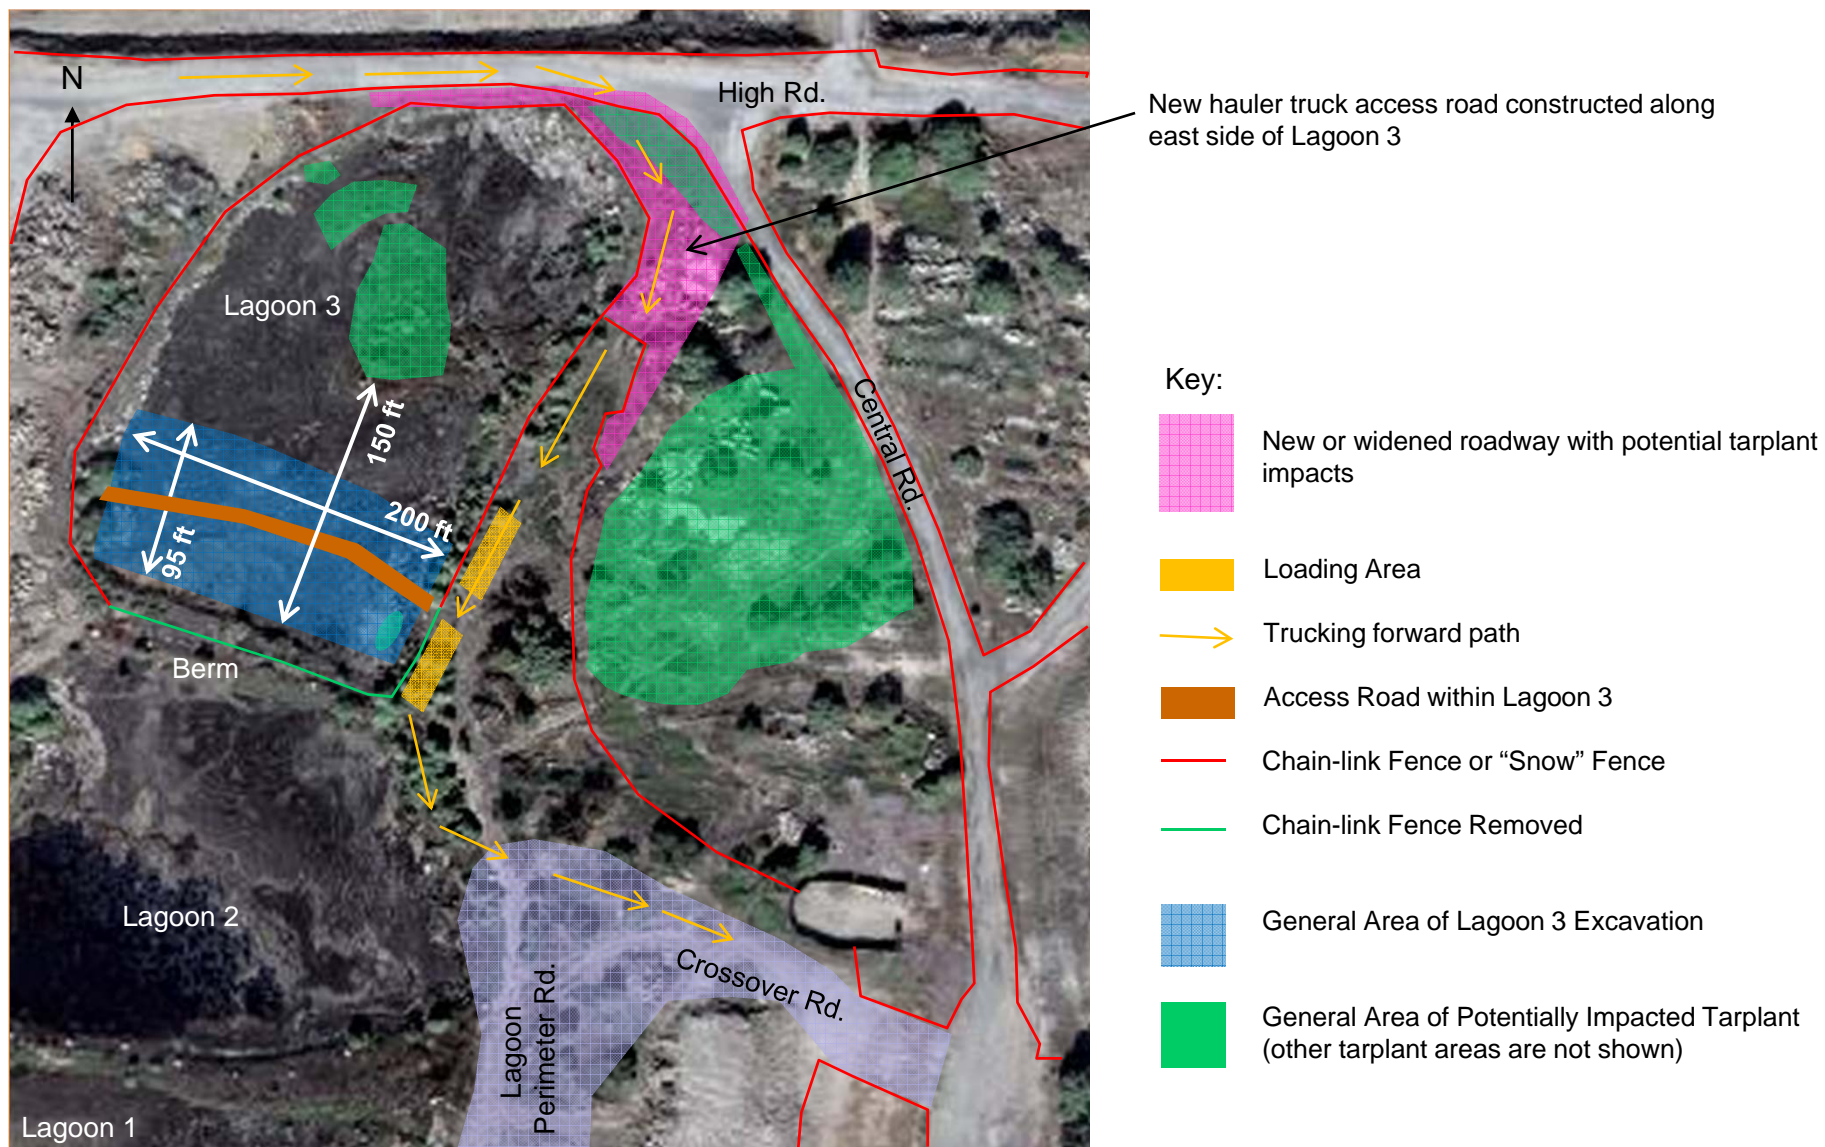 N
High Rd.
New hauler truck access road constructed along
east side of Lagoon 3
Lagoon 3
Key:
150 ft
Central Rd.
New or widened roadway with potential tarplant
impacts
200 ft
95 ft
Loading Area
Trucking forward path
Berm
Access Road within Lagoon 3
Chain-link Fence or “Snow” Fence
Chain-link Fence Removed
Lagoon 2
General Area of Lagoon 3 Excavation
Crossover Rd.
Lagoon
Perimeter Rd.
General Area of Potentially Impacted Tarplant
(other tarplant areas are not shown)
Lagoon 1